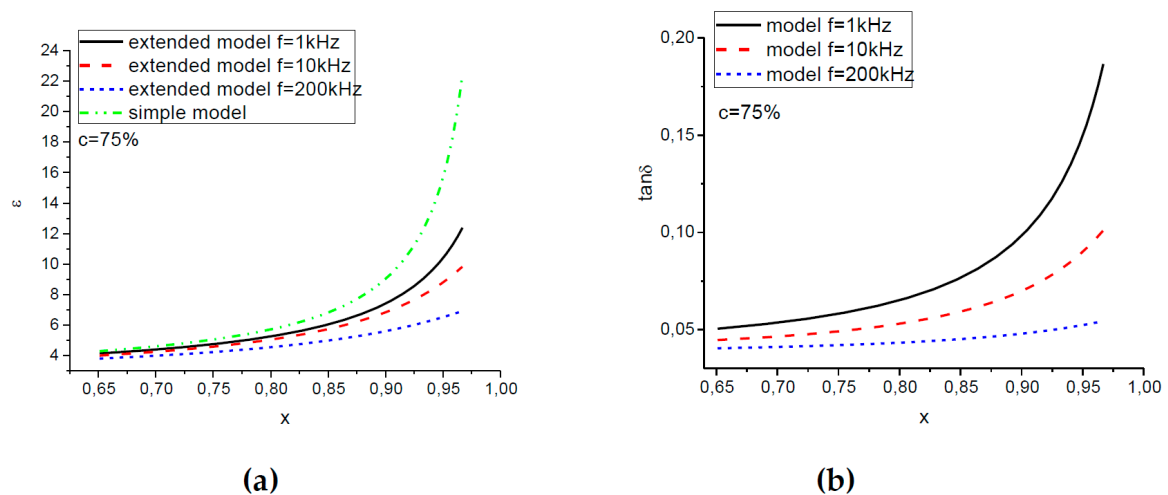 extended model f=1kHz
extended model f=10kHz
extended model f=200kHz
simple model
c=75%
24
22
20
18
16
14
12
10
8
6
4
ε
0,65 0,70 0,75 0,80 0,85 0,90 0,95 1,00
x
(a)
model f=1kHz
model f=10kHz
model f=200kHz
c=75%
0,20
0,15
0,10
0,05
tanδ
0,65 0,70 0,75 0,80 0,85 0,90 0,95 1,00
x
(b)